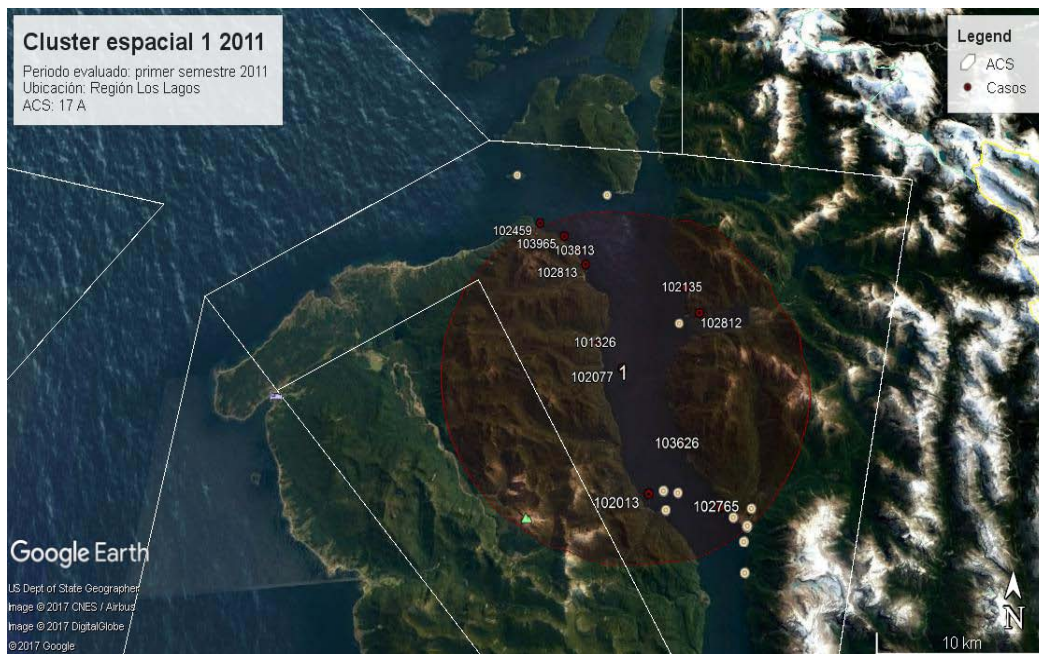 Cluster espacial 1 2011
Periodo evaluado: primer semestre 2011
Ubicación: Región Los Lagos
ACS: 17 A
Legend
ACS
Casos
102459
103965
103813
102813
102135
102812
101326
102077
1
103626
102013
102765
Google Earth
US Dept of State Geographer
Image © 2017 CNES / Airbus
Image © 2017 DigitalGlobe
© 2017 Google
N
10 km